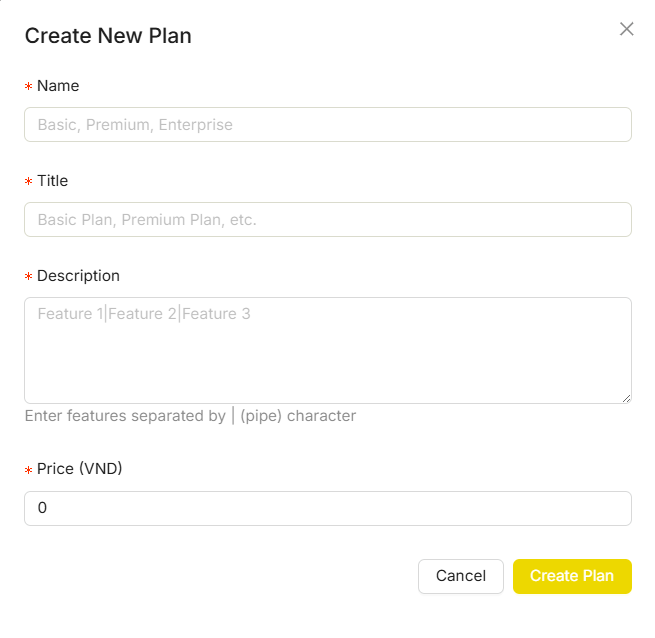 Create New Plan
* Name
Basic, Premium, Enterprise
* Title
Basic Plan, Premium Plan, etc.
* Description
Feature 1|Feature 2|Feature 3
Enter features separated by | (pipe) character
* Price (VND)
0
Cancel Create Plan